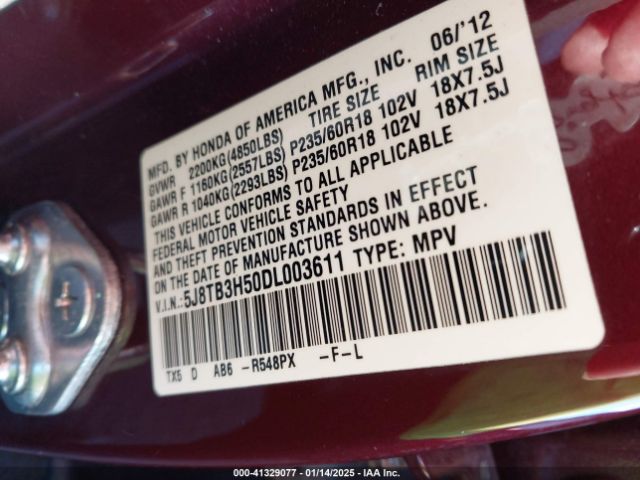 MFD. BY HONDA OF AMERICA MFG., INC. 06/'12
GVWR 2200KG(4850LBS) TIRE SIZE RIM SIZE
GAWR F 1160KG(2557LBS) P235/60R18 102V 18X7.5J
GAWR R 1040KG(2293LBS) P235/60R18 102V 18X7.5J
THIS VEHICLE CONFORMS TO ALL APPLICABLE
FEDERAL MOTOR VEHICLE SAFETY
AND THEFT PREVENTION STANDARDS IN EFFECT
ON THE DATE OF MANUFACTURE SHOWN ABOVE.
V.I.N.:5J8TB3H50DL003611 TYPE: MPV
TX5 D AB6 -R548PX -F-L
000-41329077 - 01/14/2025 - IAA Inc.